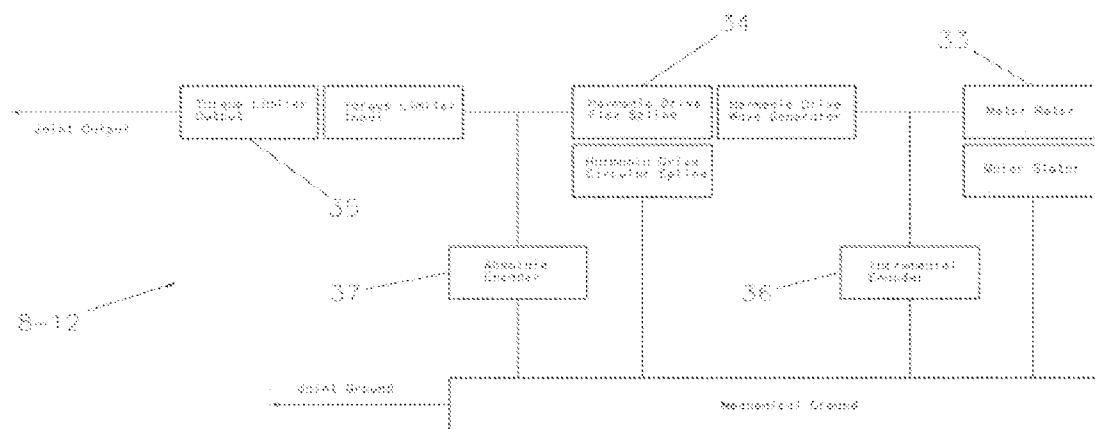 34
33
Torque Limiter
Output
Torque Limiter
Input
Harmonic Drive
Flex Spline
Harmonic Drive
Wave Generator
Motor Rotor
Joint Output
Harmonic Drive
Circular Spline
Motor Stator
35
Absolute
Encoder
Incremental
Encoder
37
36
8-12
Joint Ground
Mechanical Ground